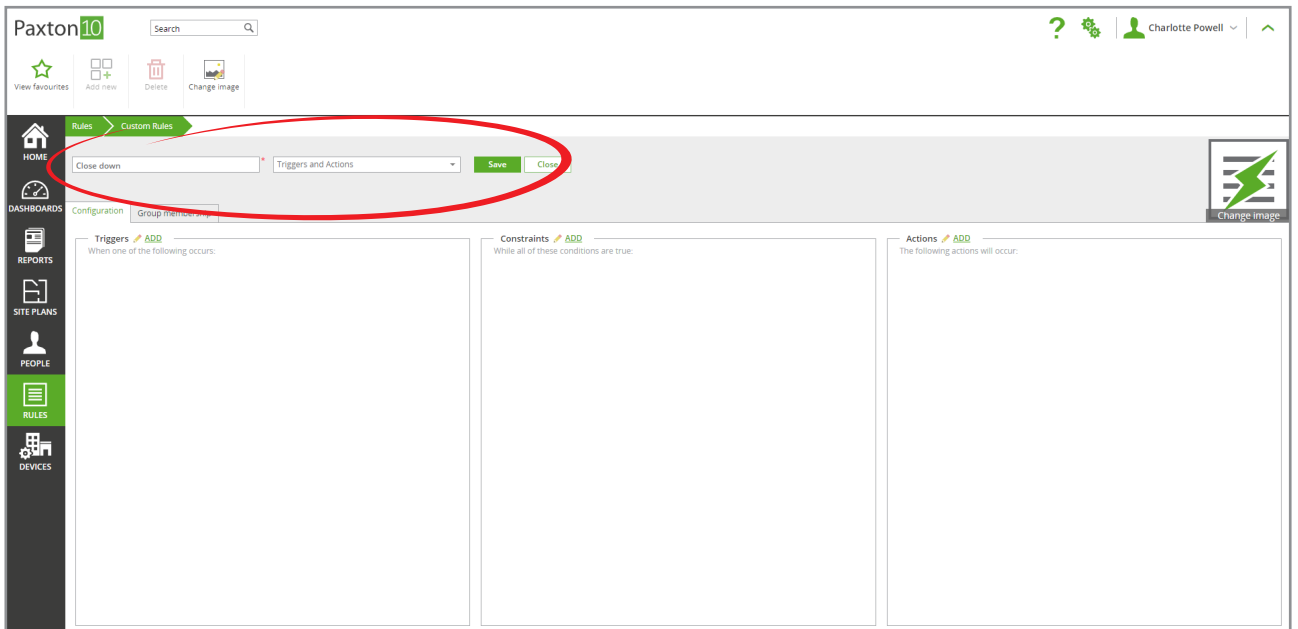 Paxton10
Search
Charlotte Powell
View favourites
Add new
Delete
Change image
Rules
Custom Rules
HOME
Close down
*
Triggers and Actions
Save
Close
DASHBOARDS
Configuration
Group membership
Change image
Triggers ADD
When one of the following occurs:
Constraints ADD
While all of these conditions are true:
Actions ADD
The following actions will occur:
REPORTS
SITE PLANS
PEOPLE
RULES
DEVICES